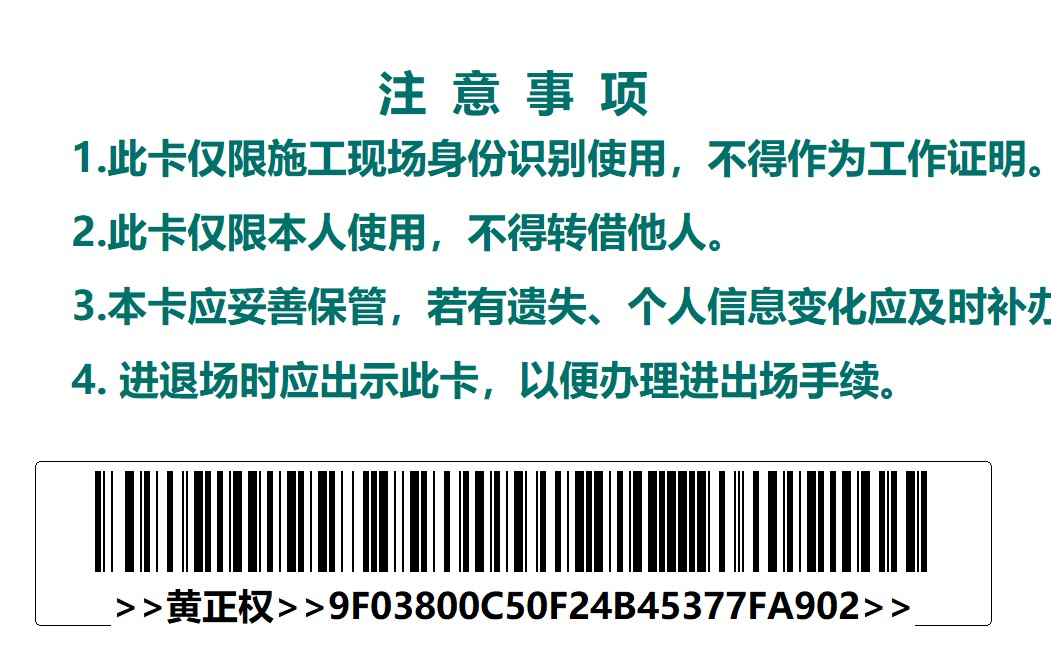 注 意 事 项
1.此卡仅限施工现场身份识别使用，不得作为工作证明。
2.此卡仅限本人使用，不得转借他人。
3.本卡应妥善保管，若有遗失、个人信息变化应及时补办
4. 进退场时应出示此卡，以便办理进出场手续。
>>黄正权>>9F03800C50F24B45377FA902>>